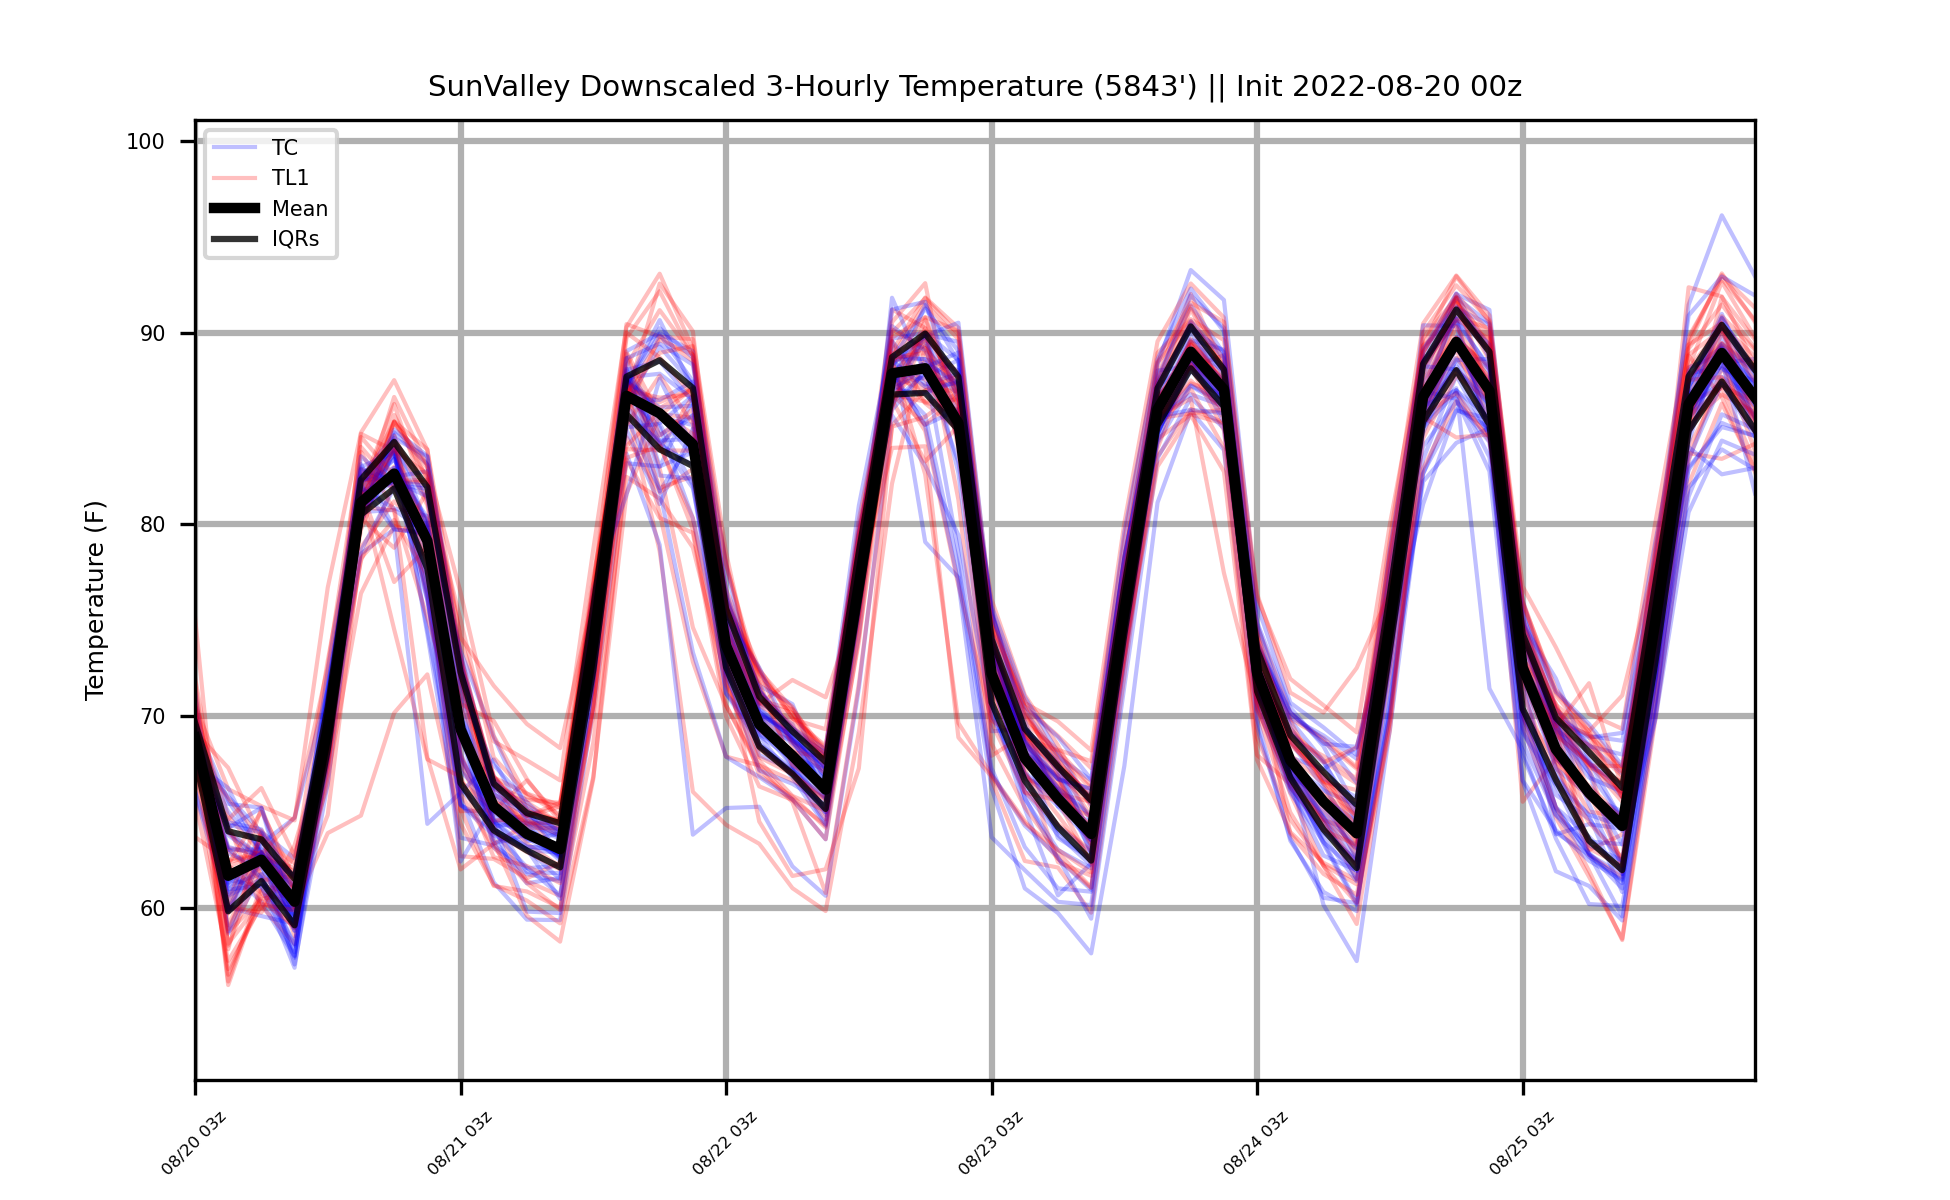 SunValley Downscaled 3-Hourly Temperature (5843') || Init 2022-08-20 00z
TC
TL1
Mean
IQRs
Temperature (F)
100
90
80
70
60
08/20 03z
08/21 03z
08/22 03z
08/23 03z
08/24 03z
08/25 03z